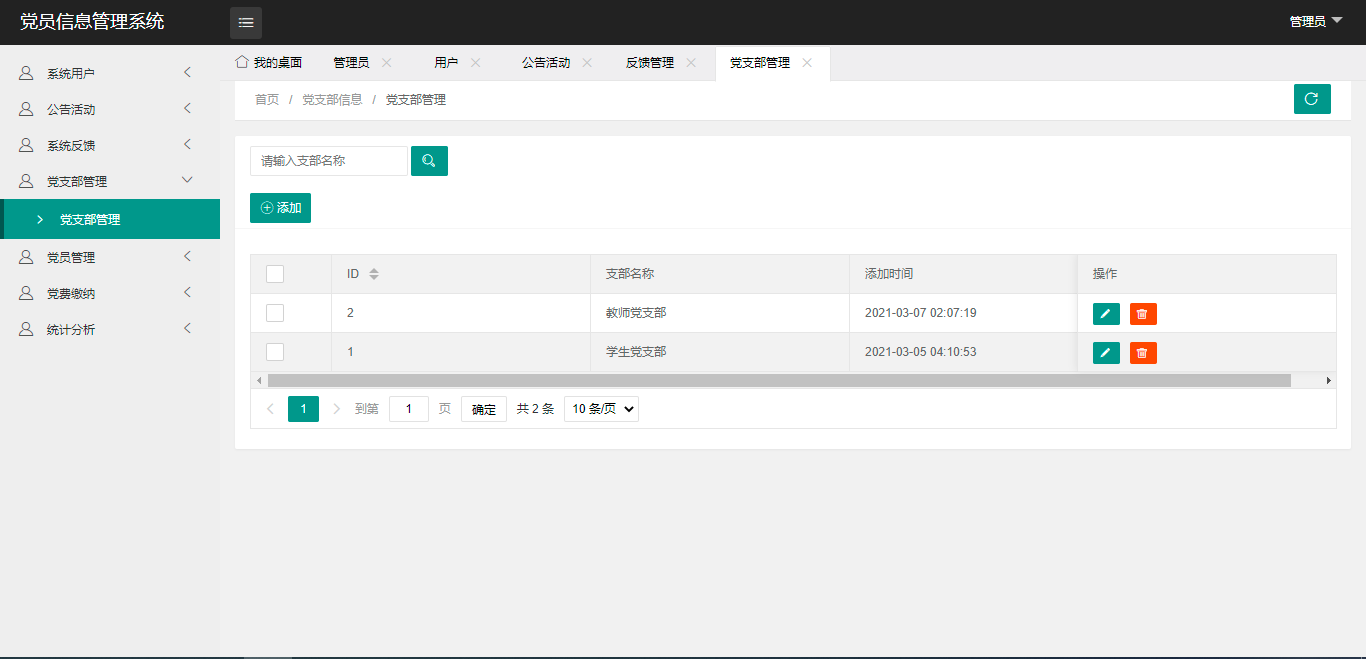 党员信息管理系统
管理员
系统用户
公告活动
系统反馈
党支部管理
党支部管理
党员管理
党费缴纳
统计分析
我的桌面 管理员 用户 公告活动 反馈管理 党支部管理
首页 / 党支部信息 / 党支部管理
请输入支部名称
添加
ID 支部名称 添加时间 操作
2 教师党支部 2021-03-07 02:07:19
1 学生党支部 2021-03-05 04:10:53
1 到第 1 页 确定 共 2 条 10 条/页